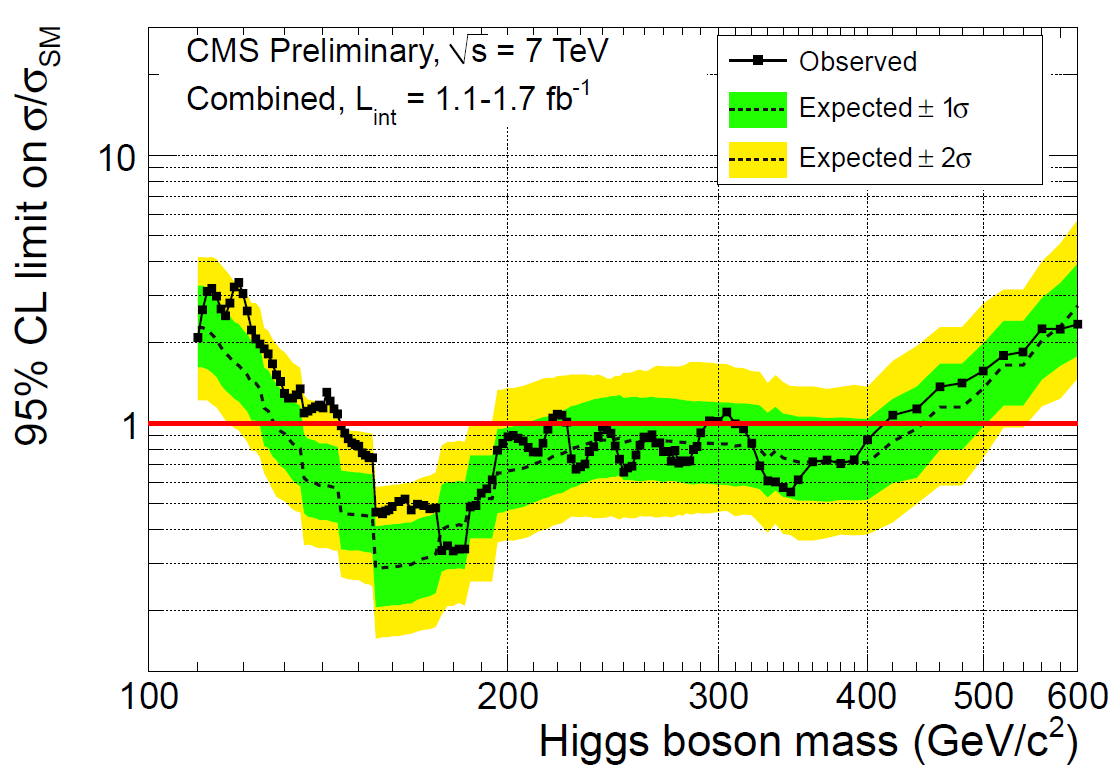 CMS Preliminary, √s = 7 TeV
Combined, L_int = 1.1-1.7 fb⁻¹
Observed
Expected ± 1σ
Expected ± 2σ
95% CL limit on σ/σ_SM
10
1
100 200 300 400 500 600
Higgs boson mass (GeV/c²)